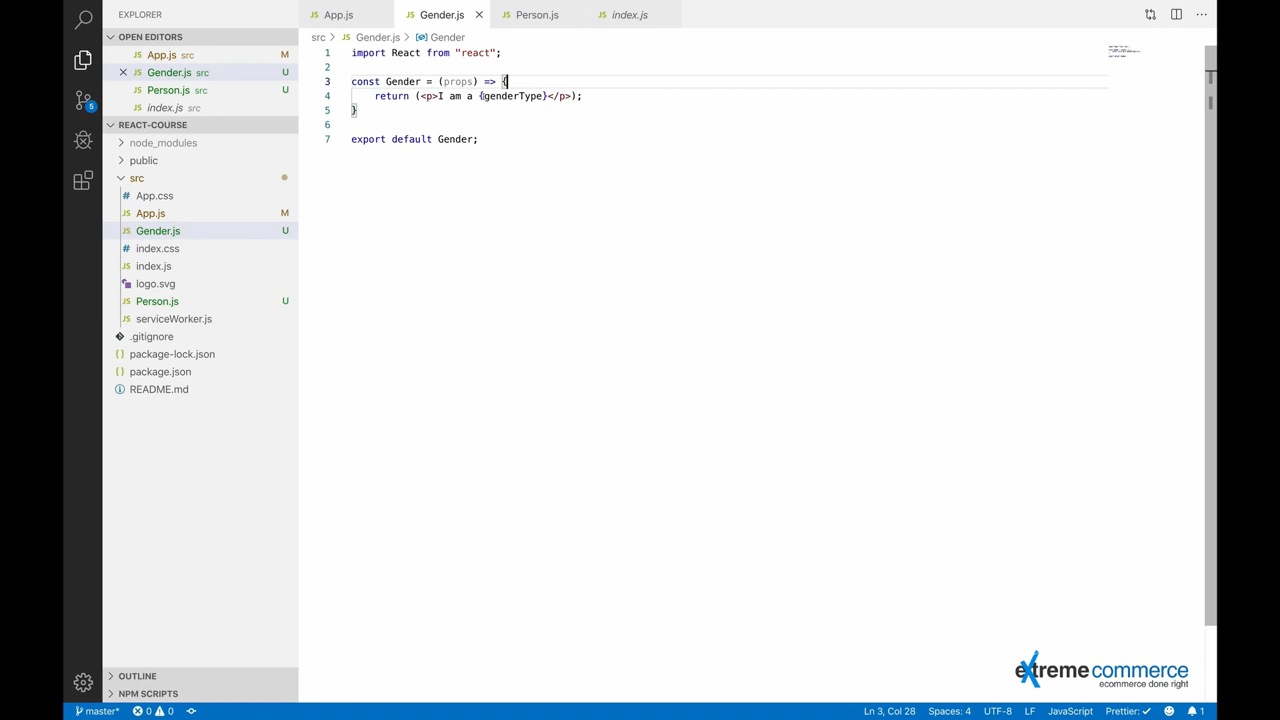 EXPLORER
App.js
Gender.js
Person.js
index.js
OPEN EDITORS
App.js src M
Gender.js src U
Person.js src U
index.js src
REACT-COURSE
node_modules
public
src
App.css
App.js M
Gender.js U
index.css
index.js
logo.svg
Person.js U
serviceWorker.js
.gitignore
package-lock.json
package.json
README.md
OUTLINE
NPM SCRIPTS
src > JS Gender.js > Gender
1 import React from "react";
2
3 const Gender = (props) => {
4 return (<p>I am a {genderType}</p>);
5 }
6
7 export default Gender;
extreme commerce
ecommerce done right
5
master* 0 0 Ln 3, Col 28 Spaces: 4 UTF-8 LF JavaScript Prettier: ✓ 1